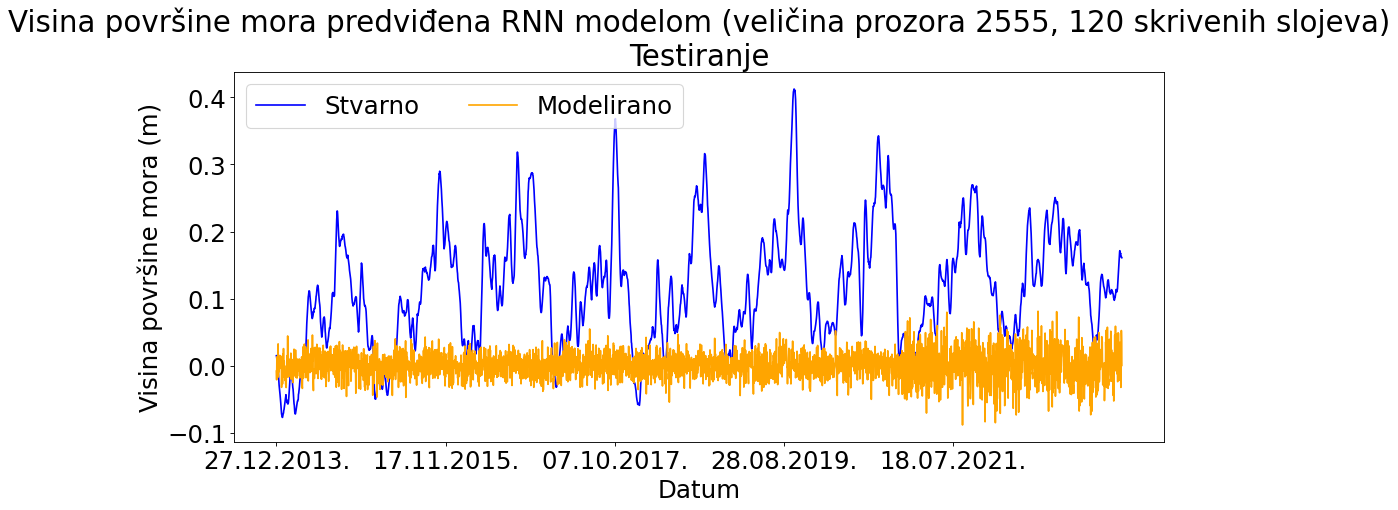 Visina površine mora predviđena RNN modelom (veličina prozora 2555, 120 skrivenih slojeva)
Testiranje
Stvarno Modelirano
Visina površine mora (m)
0.4
0.3
0.2
0.1
0.0
−0.1
27.12.2013. 17.11.2015. 07.10.2017. 28.08.2019. 18.07.2021.
Datum